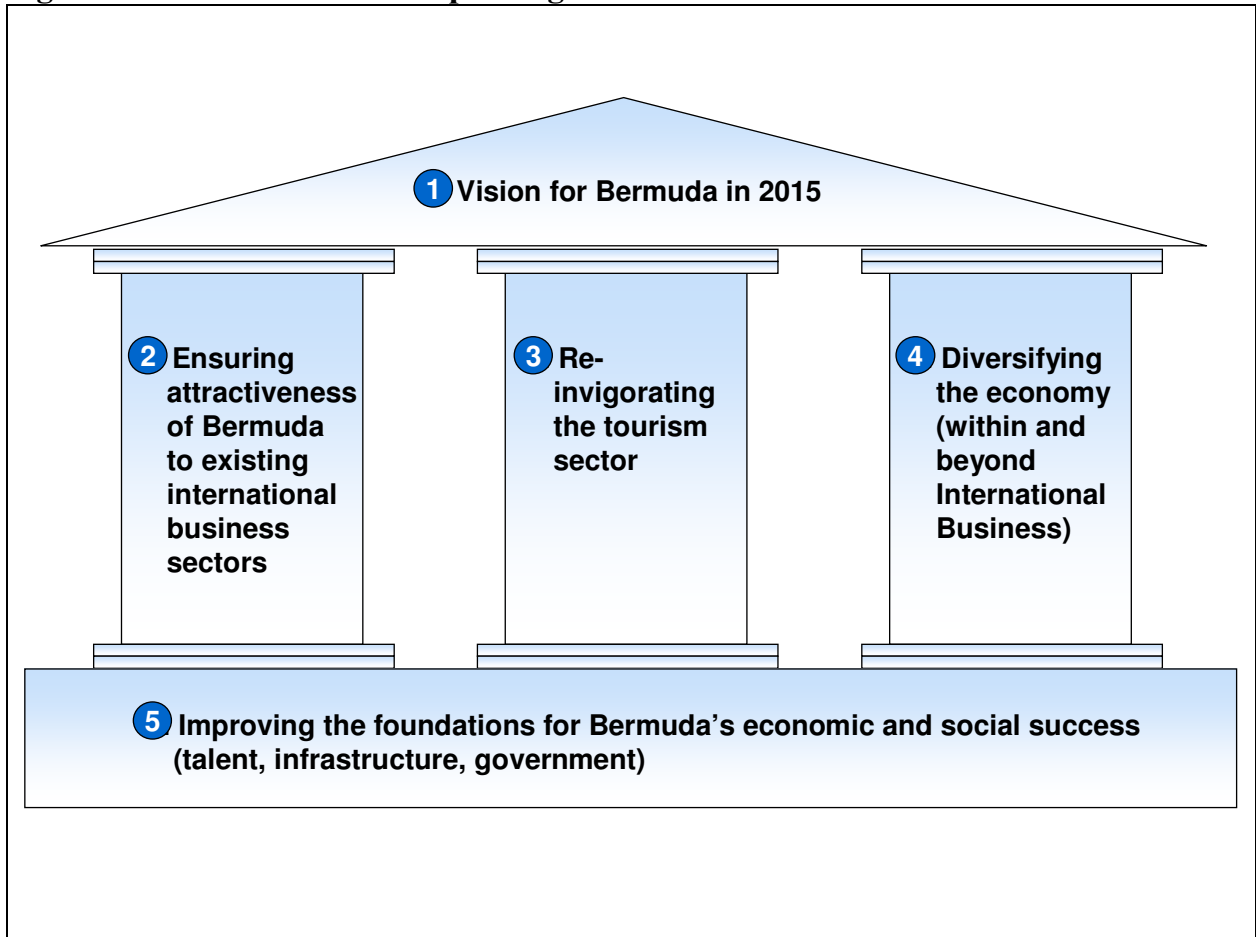 1 Vision for Bermuda in 2015
2 Ensuring
attractiveness
of Bermuda
to existing
international
business
sectors
3 Re-
invigorating
the tourism
sector
4 Diversifying
the economy
(within and
beyond
International
Business)
5. Improving the foundations for Bermuda’s economic and social success
(talent, infrastructure, government)